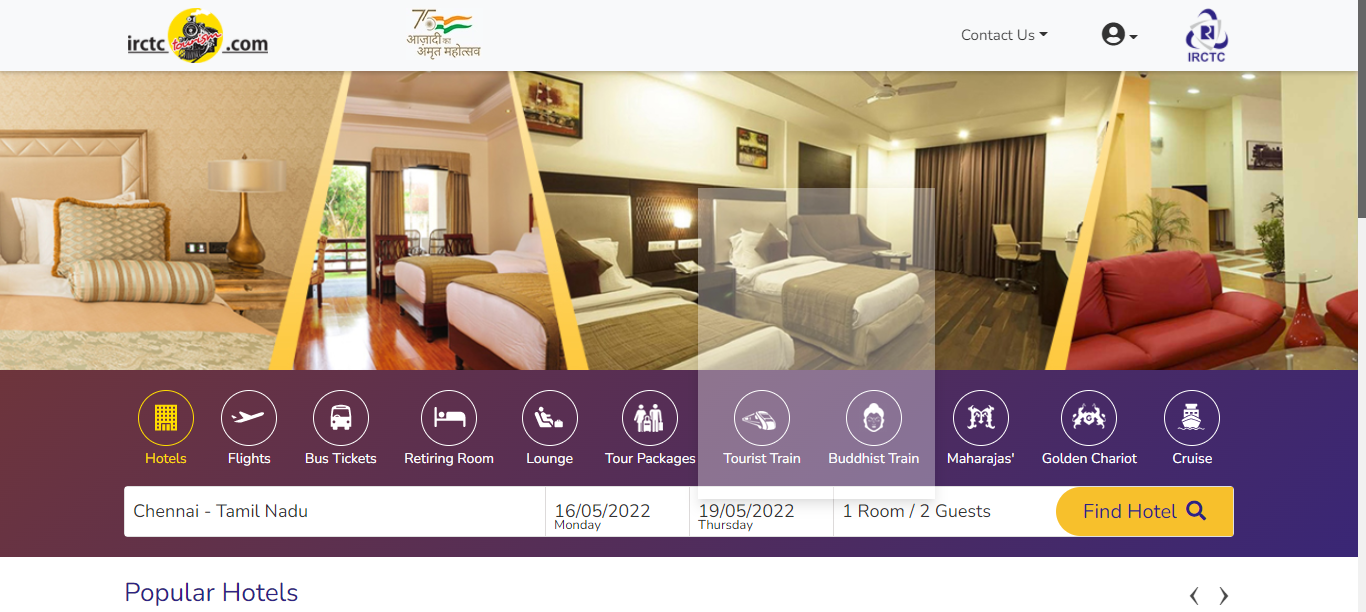 irctc tourism .com
75
आज़ादी का
अमृत महोत्सव
Contact Us
IRCTC
Hotels
Flights
Bus Tickets
Retiring Room
Lounge
Tour Packages
Tourist Train
Buddhist Train
Maharajas'
Golden Chariot
Cruise
Chennai - Tamil Nadu
16/05/2022
Monday
19/05/2022
Thursday
1 Room / 2 Guests
Find Hotel
Popular Hotels